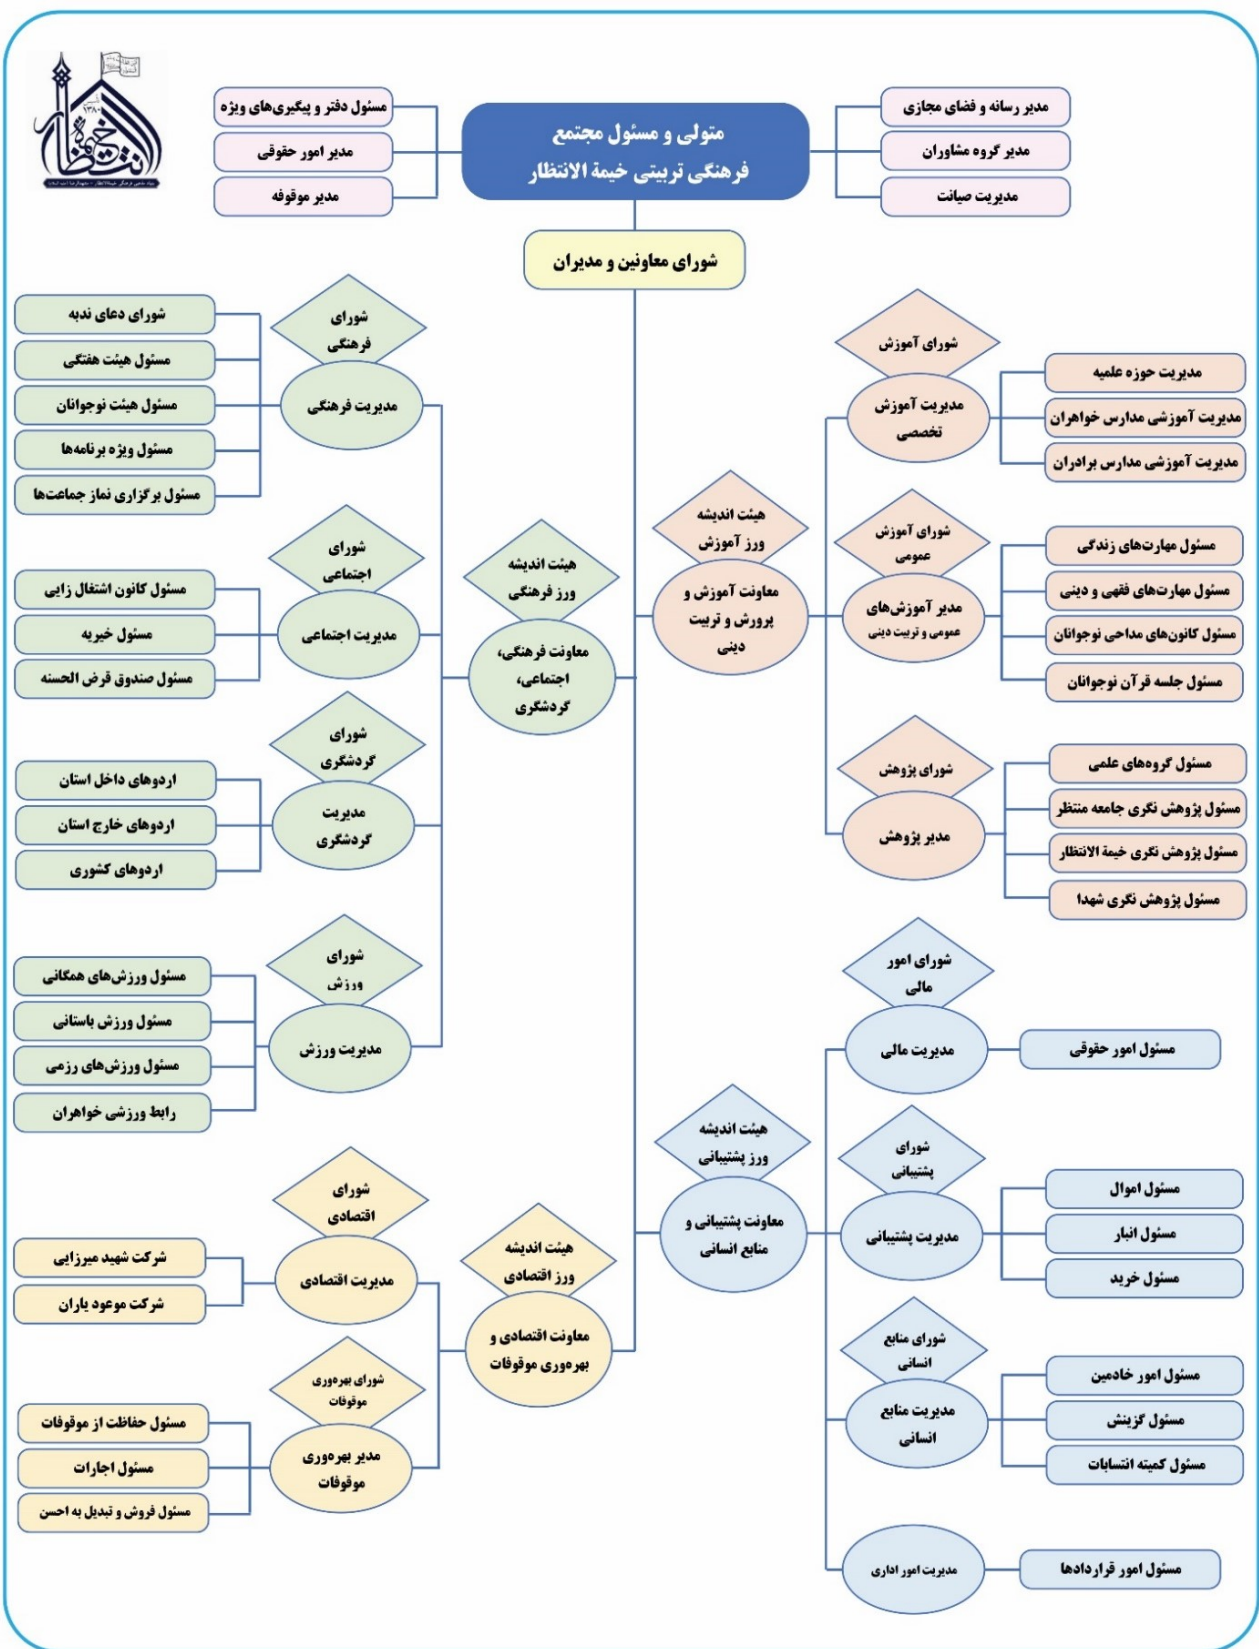 ۱۳۸۰
خیمة
انتظار
متولی و مسئول مجتمع
فرهنگی تربیتی خیمة الانتظار
مدیر رسانه و فضای مجازی
مدیر گروه مشاوران
مدیریت صیانت
مسئول دفتر و پیگیری‌های ویژه
مدیر امور حقوقی
مدیر موقوفه
شورای معاونین و مدیران
شورای آموزش
مدیریت آموزش
تخصصی
مدیریت حوزه علمیه
مدیریت آموزشی مدارس خواهران
مدیریت آموزشی مدارس برادران
هیئت اندیشه
ورز آموزش
معاونت آموزش و
پرورش و تربیت
دینی
شورای آموزش
عمومی
مدیر آموزش‌های
عمومی و تربیت دینی
مسئول مهارت‌های زندگی
مسئول مهارت‌های فقهی و دینی
مسئول کانون‌های مداحی نوجوانان
مسئول جلسه قرآن نوجوانان
شورای پژوهش
مدیر پژوهش
مسئول گروه‌های علمی
مسئول پژوهش نگری جامعه منتظر
مسئول پژوهش نگری خیمة الانتظار
مسئول پژوهش نگری شهدا
شورای
فرهنگی
مدیریت فرهنگی
شورای دعای ندبه
مسئول هیئت هفتگی
مسئول هیئت نوجوانان
مسئول ویژه برنامه‌ها
مسئول برگزاری نماز جماعت‌ها
هیئت اندیشه
ورز فرهنگی
معاونت فرهنگی،
اجتماعی،
گردشگری
شورای
اجتماعی
مدیریت اجتماعی
مسئول کانون اشتغال زایی
مسئول خیریه
مسئول صندوق قرض الحسنه
شورای
گردشگری
مدیریت
گردشگری
اردوهای داخل استان
اردوهای خارج استان
اردوهای کشوری
شورای
ورزش
مدیریت ورزش
مسئول ورزش‌های همگانی
مسئول ورزش باستانی
مسئول ورزش‌های رزمی
رابط ورزشی خواهران
شورای امور
مالی
مدیریت مالی
مسئول امور حقوقی
هیئت اندیشه
ورز پشتیبانی
معاونت پشتیبانی و
منابع انسانی
شورای
پشتیبانی
مدیریت پشتیبانی
مسئول اموال
مسئول انبار
مسئول خرید
شورای منابع
انسانی
مدیریت منابع
انسانی
مسئول امور خادمین
مسئول گزینش
مسئول کمیته انتسابات
مدیریت امور اداری
مسئول امور قراردادها
شورای
اقتصادی
مدیریت اقتصادی
شرکت شهید میرزایی
شرکت موعود یاران
هیئت اندیشه
ورز اقتصادی
معاونت اقتصادی و
بهره‌وری موقوفات
شورای بهره‌وری
موقوفات
مدیر بهره‌وری
موقوفات
مسئول حفاظت از موقوفات
مسئول اجارات
مسئول فروش و تبدیل به احسن